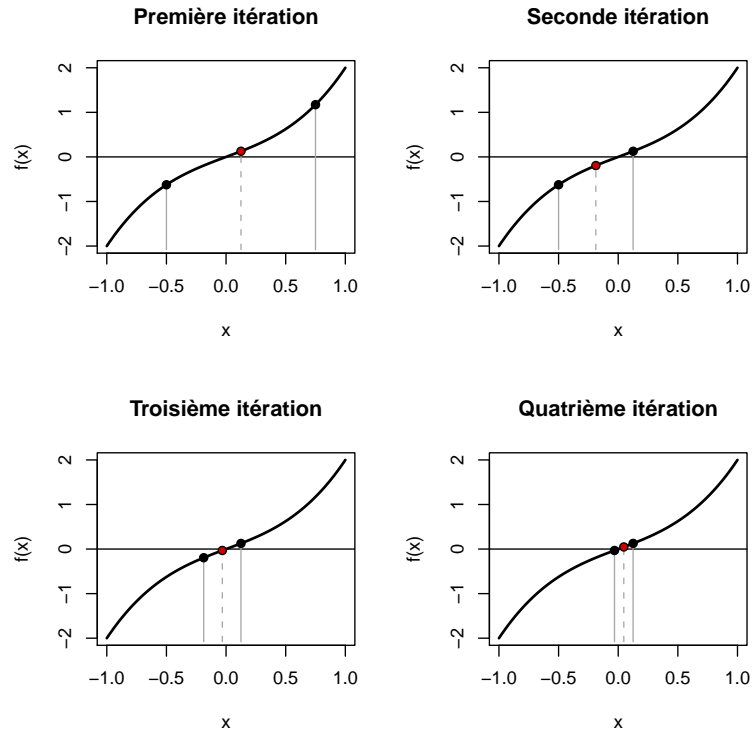 Première itération
2
1
0
−1
−2
f(x)
−1.0 −0.5 0.0 0.5 1.0
x
Seconde itération
2
1
0
−1
−2
f(x)
−1.0 −0.5 0.0 0.5 1.0
x
Troisième itération
2
1
0
−1
−2
f(x)
−1.0 −0.5 0.0 0.5 1.0
x
Quatrième itération
2
1
0
−1
−2
f(x)
−1.0 −0.5 0.0 0.5 1.0
x